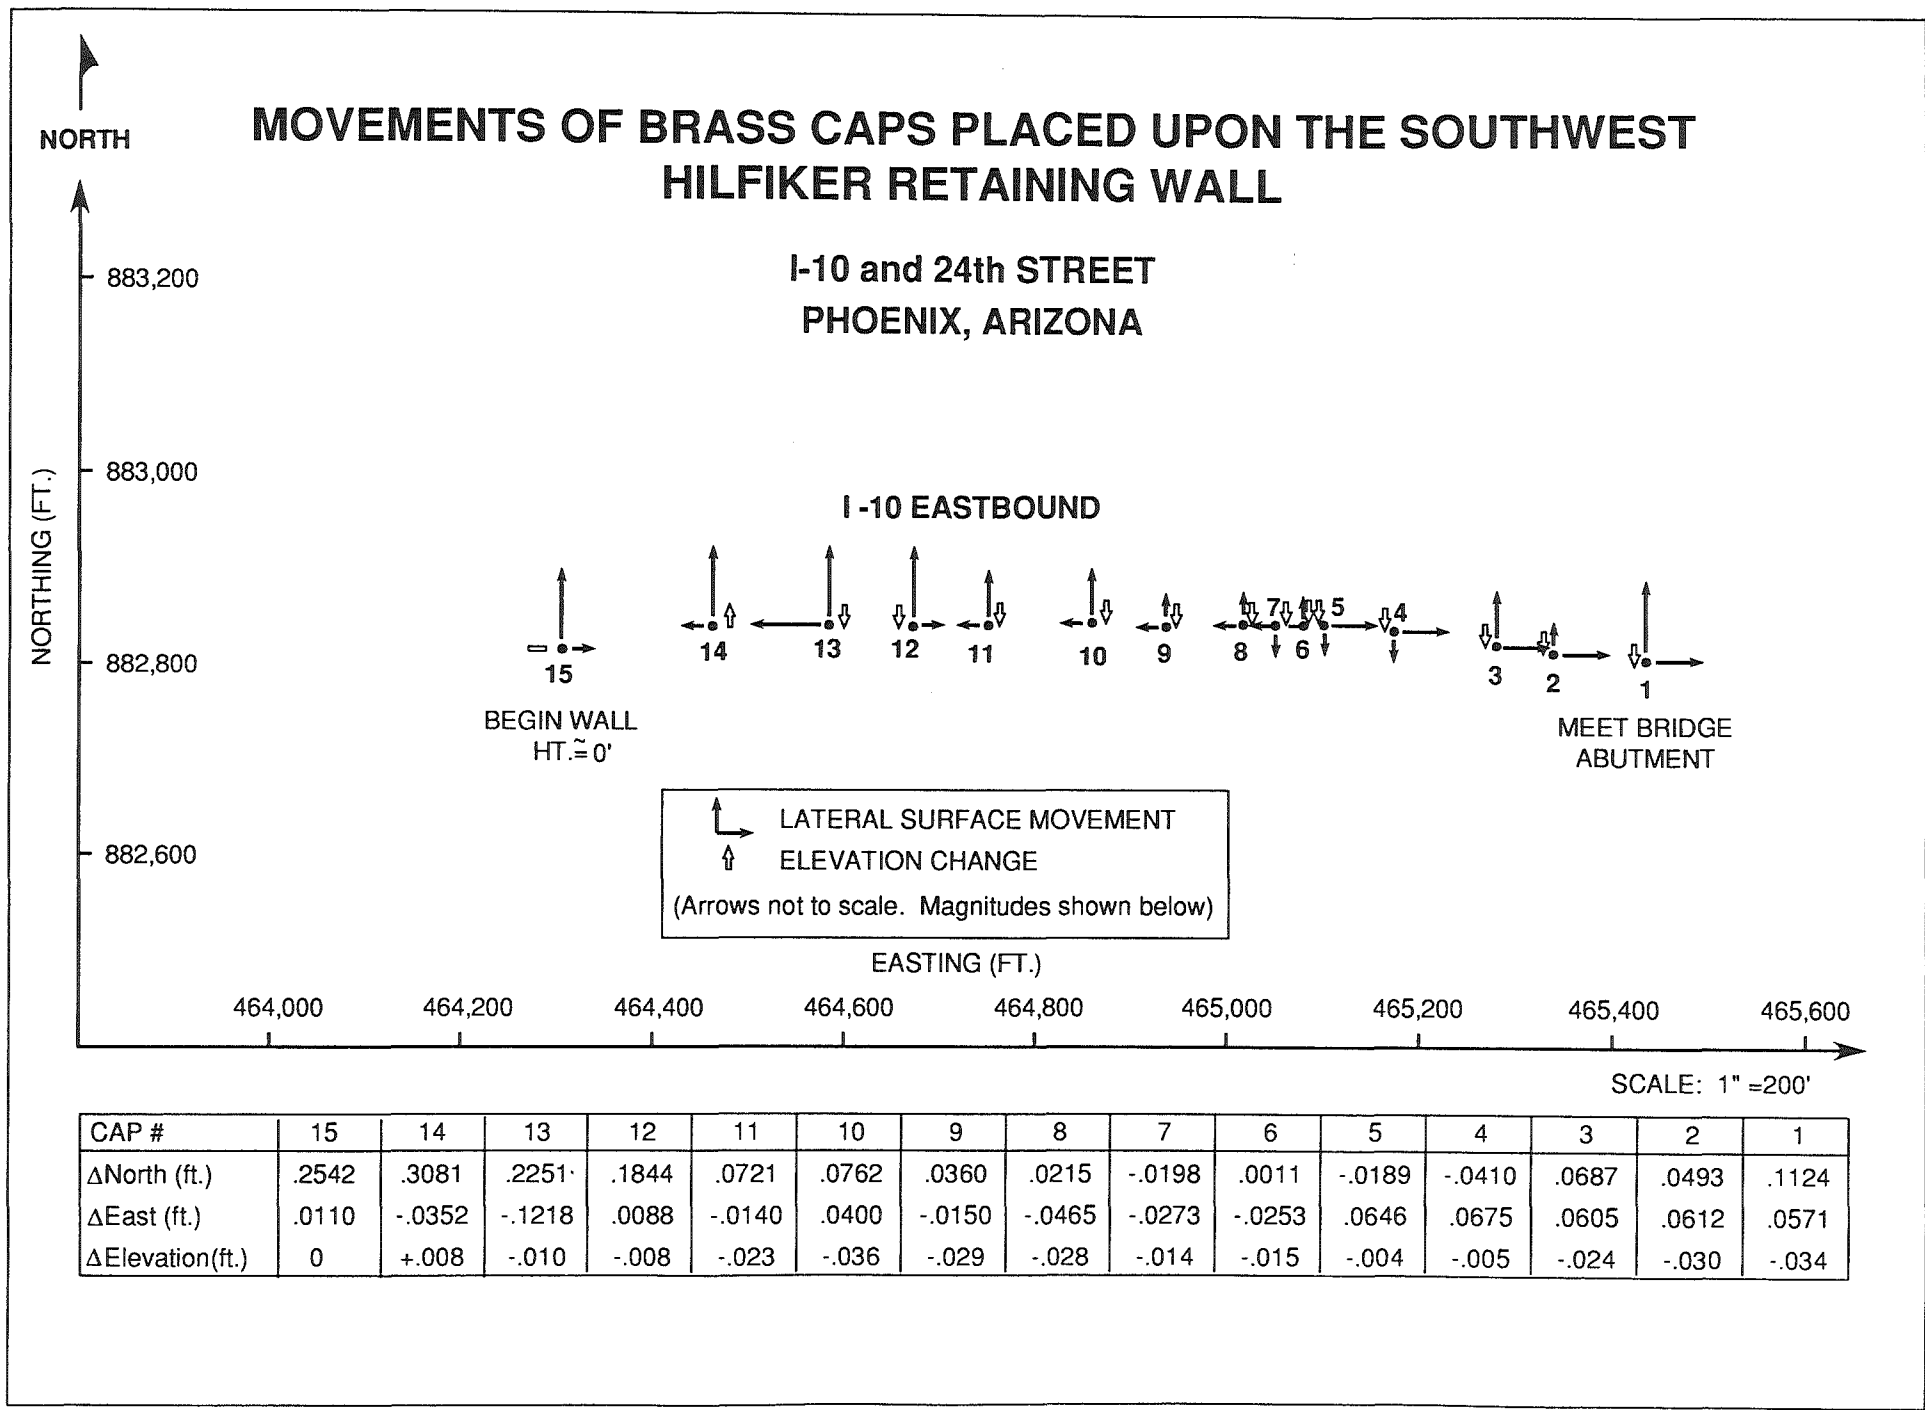 NORTH
MOVEMENTS OF BRASS CAPS PLACED UPON THE SOUTHWEST
HILFIKER RETAINING WALL
I-10 and 24th STREET
PHOENIX, ARIZONA
883,200
883,000
882,800
882,600
NORTHING (FT.)
I -10 EASTBOUND
15 14 13 12 11 10 9 8 7 6 5 4 3 2 1
BEGIN WALL
HT.≅ 0'
MEET BRIDGE
ABUTMENT
LATERAL SURFACE MOVEMENT
ELEVATION CHANGE
(Arrows not to scale. Magnitudes shown below)
EASTING (FT.)
464,000 464,200 464,400 464,600 464,800 465,000 465,200 465,400 465,600
SCALE: 1" =200'
CAP # 15 14 13 12 11 10 9 8 7 6 5 4 3 2 1
ΔNorth (ft.) .2542 .3081 .2251 .1844 .0721 .0762 .0360 .0215 -.0198 .0011 -.0189 -.0410 .0687 .0493 .1124
ΔEast (ft.) .0110 -.0352 -.1218 .0088 -.0140 .0400 -.0150 -.0465 -.0273 -.0253 .0646 .0675 .0605 .0612 .0571
ΔElevation(ft.) 0 +.008 -.010 -.008 -.023 -.036 -.029 -.028 -.014 -.015 -.004 -.005 -.024 -.030 -.034